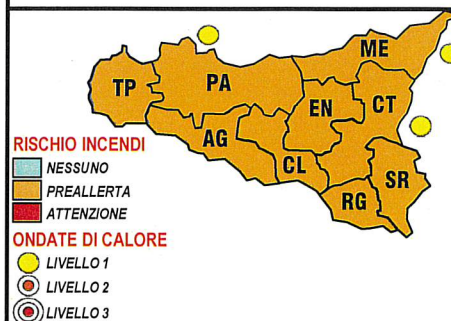 ME
PA
TP
CT
EN
AG
CL
SR
RG
RISCHIO INCENDI
NESSUNO
PREALLERTA
ATTENZIONE
ONDATE DI CALORE
LIVELLO 1
LIVELLO 2
LIVELLO 3